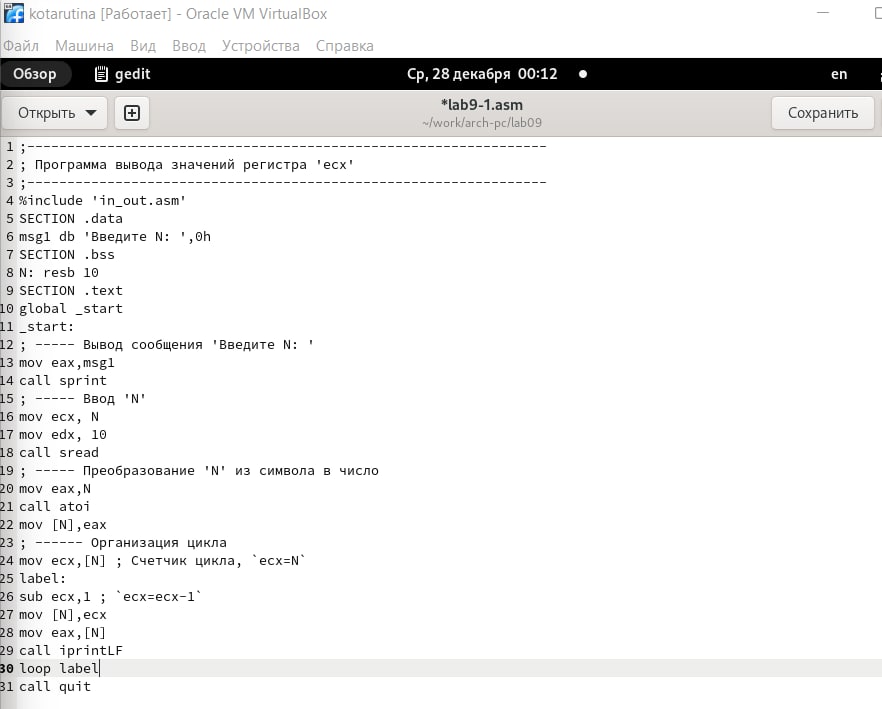 kotarutina [Работает] - Oracle VM VirtualBox
Файл Машина Вид Ввод Устройства Справка
Обзор gedit Ср, 28 декабря 00:12 en
Открыть *lab9-1.asm Сохранить
~/work/arch-pc/lab09
1 ;-----------------------------------------------------------------
2 ; Программа вывода значений регистра 'ecx'
3 ;-----------------------------------------------------------------
4 %include 'in_out.asm'
5 SECTION .data
6 msg1 db 'Введите N: ',0h
7 SECTION .bss
8 N: resb 10
9 SECTION .text
10 global _start
11 _start:
12 ; ----- Вывод сообщения 'Введите N: '
13 mov eax,msg1
14 call sprint
15 ; ----- Ввод 'N'
16 mov ecx, N
17 mov edx, 10
18 call sread
19 ; ----- Преобразование 'N' из символа в число
20 mov eax,N
21 call atoi
22 mov [N],eax
23 ; ------ Организация цикла
24 mov ecx,[N] ; Счетчик цикла, `ecx=N`
25 label:
26 sub ecx,1 ; `ecx=ecx-1`
27 mov [N],ecx
28 mov eax,[N]
29 call iprintLF
30 loop label
31 call quit